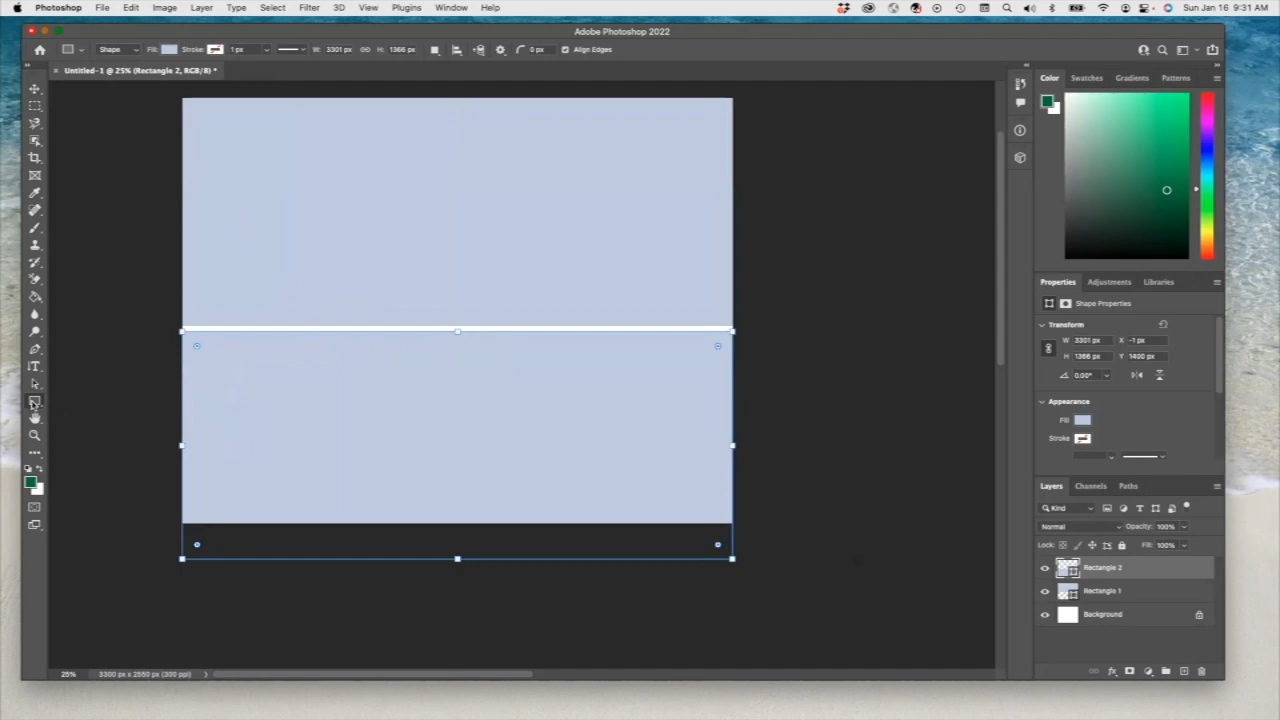 Photoshop File Edit Image Layer Type Select Filter 3D View Plugins Window Help Sun Jan 16 9:31 AM
Adobe Photoshop 2022
Shape Fill: Stroke: 1 px W: 3301 px H: 1366 px 0 px Align Edges
Untitled-1 @ 25% (Rectangle 2, RGB/8) *
Color Swatches Gradients Patterns
Properties Adjustments Libraries
Shape Properties
Transform
W 3301 px X -1 px
H 1366 px Y 1400 px
0.00°
Appearance
Fill
Stroke
Layers Channels Paths
Kind
Normal Opacity: 100%
Lock: Fill: 100%
Rectangle 2
Rectangle 1
Background
25% 3300 px x 2550 px (300 ppi)